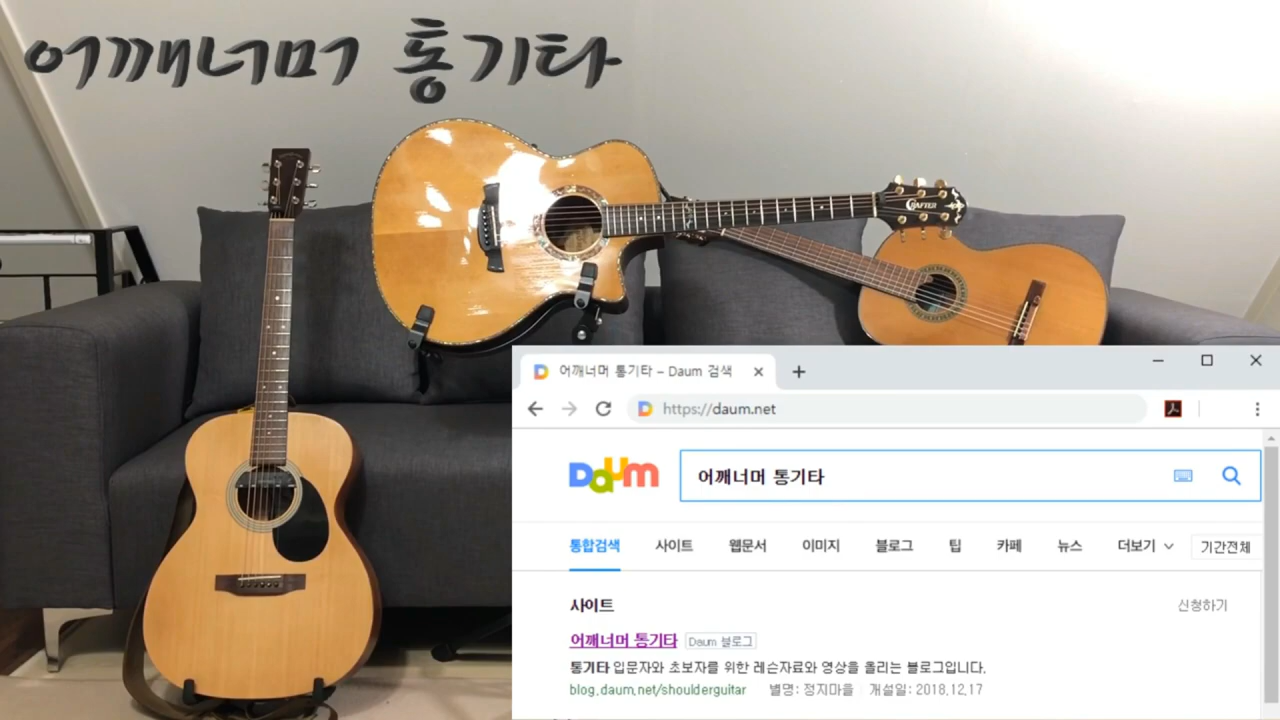 어깨너머 통기타
CRAFTER
어깨너머 통기타 – Daum 검색
https://daum.net
Daum
어깨너머 통기타
통합검색 사이트 웹문서 이미지 블로그 팁 카페 뉴스 더보기 기간전체
사이트 신청하기
어깨너머 통기타 Daum 블로그
통기타 입문자와 초보자를 위한 레슨자료와 영상을 올리는 블로그입니다.
blog.daum.net/shoulderguitar 별명: 정지마을 개설일: 2018.12.17